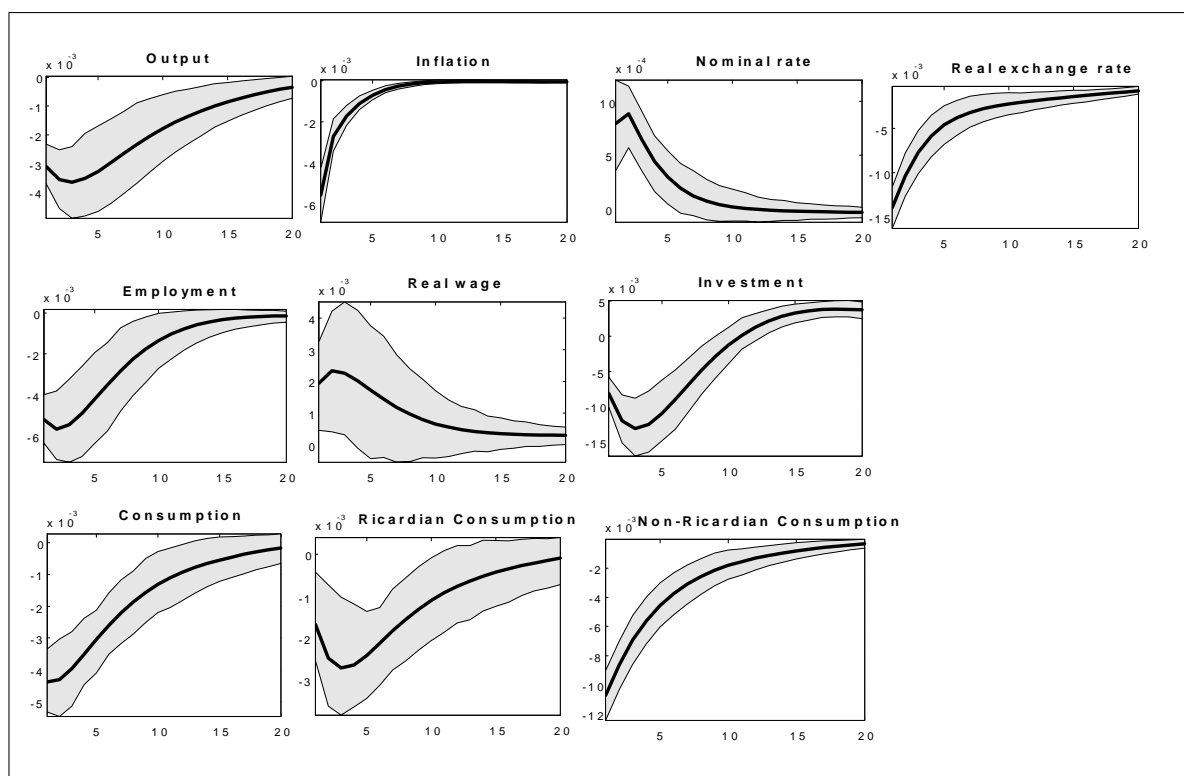 Output
x 10^-3
0
-1
-2
-3
-4
5 10 15 20
Inflation
x 10^-3
0
-2
-4
-6
5 10 15 20
Nominal rate
x 10^-4
10
5
0
5 10 15 20
Real exchange rate
x 10^-3
-5
-10
-15
5 10 15 20
Employment
x 10^-3
0
-2
-4
-6
5 10 15 20
Real wage
x 10^-3
4
3
2
1
0
5 10 15 20
Investment
x 10^-3
5
0
-5
-10
-15
5 10 15 20
Consumption
x 10^-3
0
-1
-2
-3
-4
-5
5 10 15 20
Ricardian Consumption
x 10^-3
0
-1
-2
-3
5 10 15 20
Non-Ricardian Consumption
x 10^-3
-2
-4
-6
-8
-10
-12
5 10 15 20